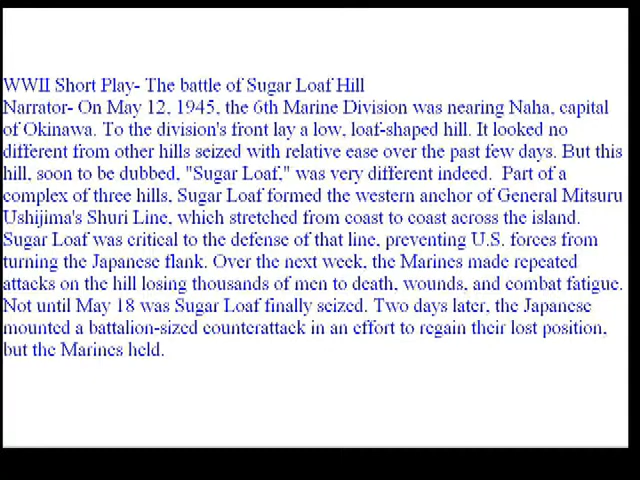 WWII Short Play- The battle of Sugar Loaf Hill
Narrator- On May 12, 1945, the 6th Marine Division was nearing Naha, capital
of Okinawa. To the division's front lay a low, loaf-shaped hill. It looked no
different from other hills seized with relative ease over the past few days. But this
hill, soon to be dubbed, "Sugar Loaf," was very different indeed.  Part of a
complex of three hills, Sugar Loaf formed the western anchor of General Mitsuru
Ushijima's Shuri Line, which stretched from coast to coast across the island.
Sugar Loaf was critical to the defense of that line, preventing U.S. forces from
turning the Japanese flank. Over the next week, the Marines made repeated
attacks on the hill losing thousands of men to death, wounds, and combat fatigue.
Not until May 18 was Sugar Loaf finally seized. Two days later, the Japanese
mounted a battalion-sized counterattack in an effort to regain their lost position,
but the Marines held.